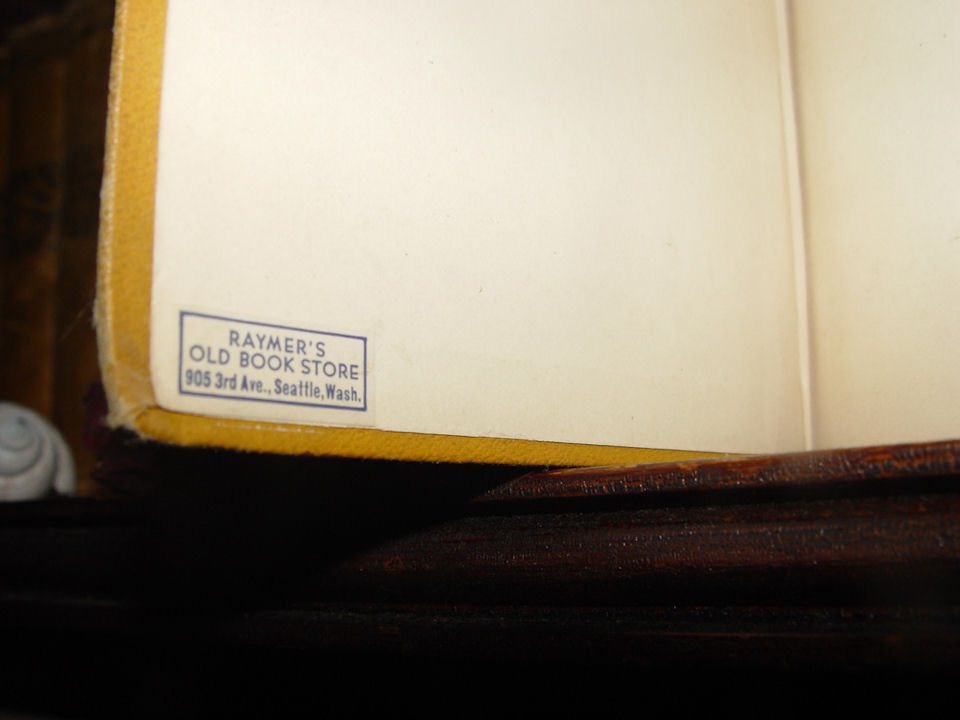 RAYMER'S
OLD BOOK STORE
905 3rd Ave., Seattle, Wash.